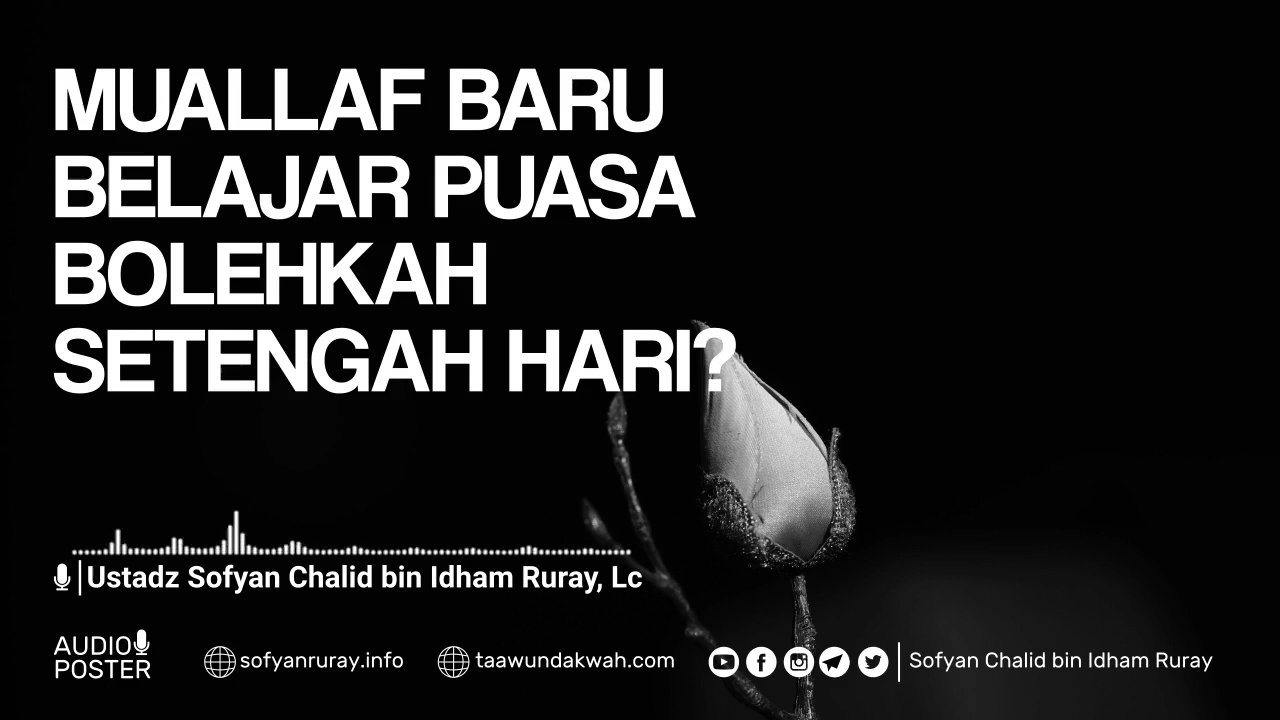 MUALLAF BARU
BELAJAR PUASA
BOLEHKAH
SETENGAH HARI?
Ustadz Sofyan Chalid bin Idham Ruray, Lc
AUDIO
POSTER
sofyanruray.info
taawundakwah.com
Sofyan Chalid bin Idham Ruray